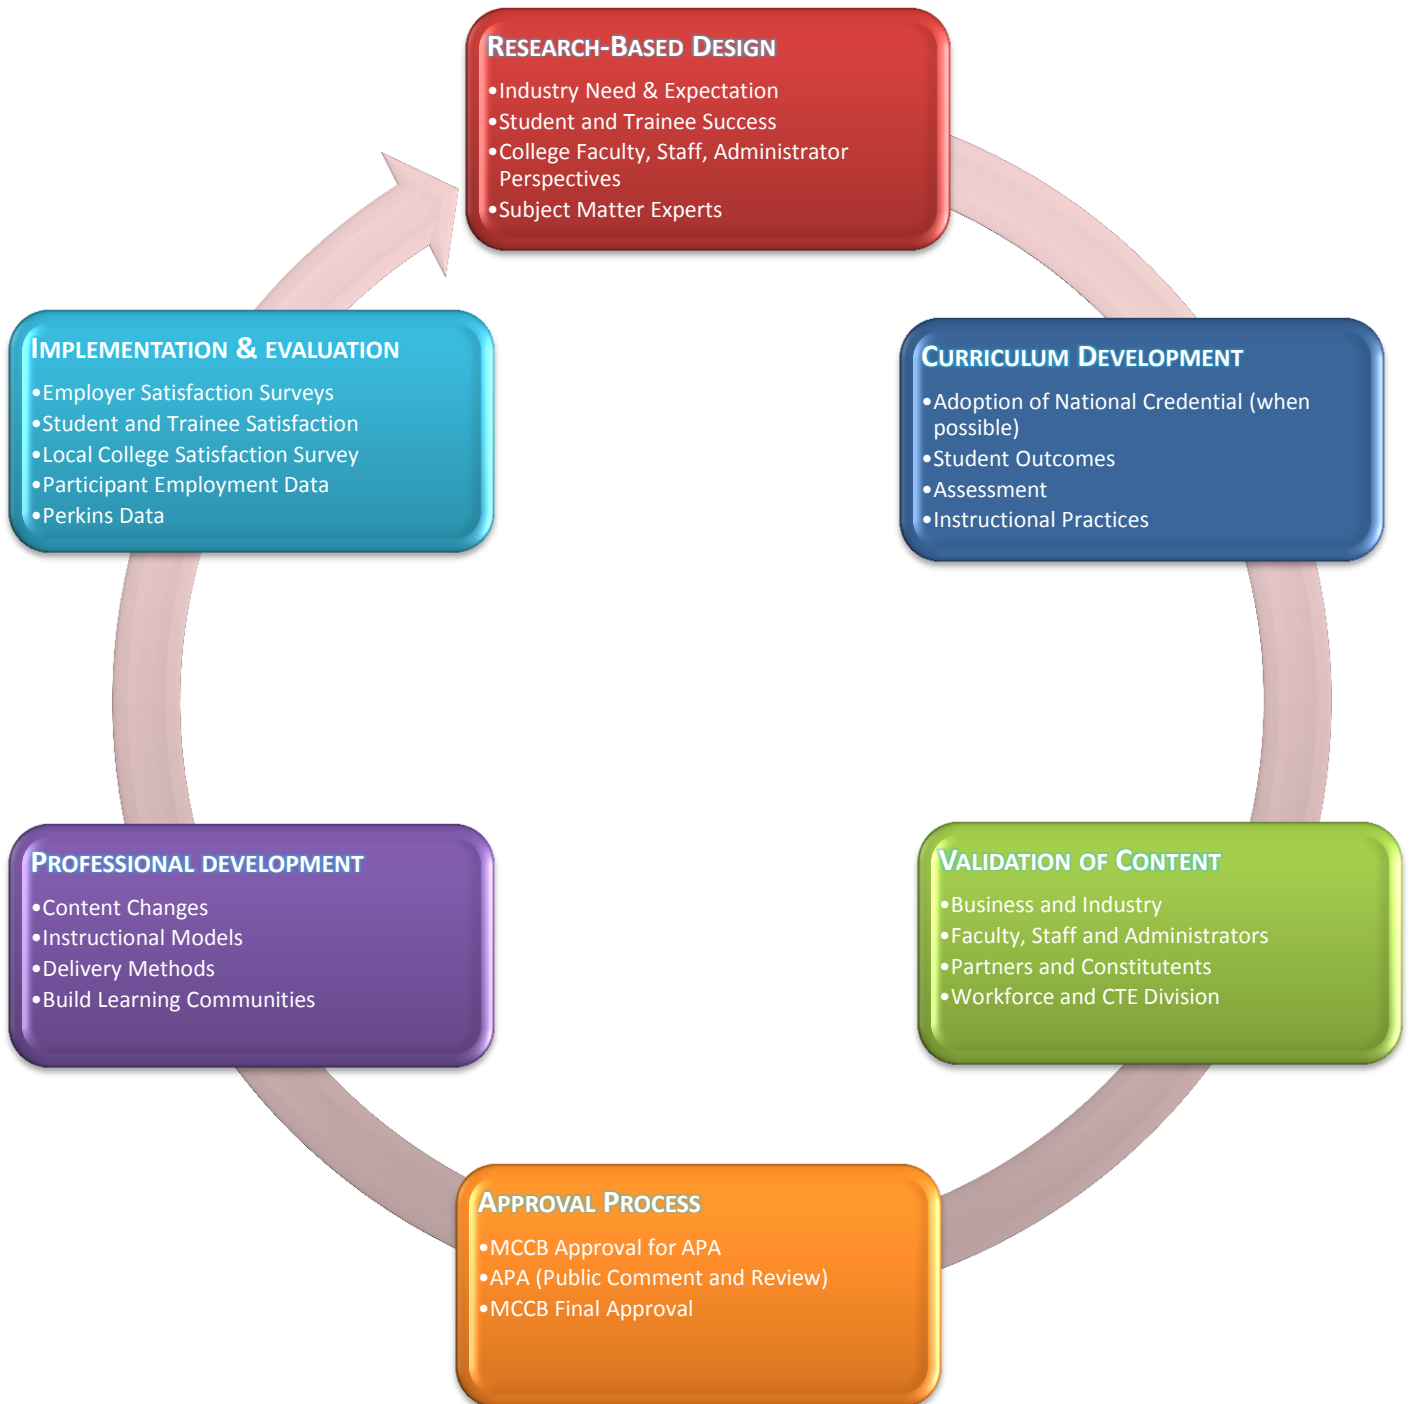 RESEARCH-BASED DESIGN
•Industry Need & Expectation
•Student and Trainee Success
•College Faculty, Staff, Administrator
Perspectives
•Subject Matter Experts
CURRICULUM DEVELOPMENT
•Adoption of National Credential (when
possible)
•Student Outcomes
•Assessment
•Instructional Practices
VALIDATION OF CONTENT
•Business and Industry
•Faculty, Staff and Administrators
•Partners and Constitutents
•Workforce and CTE Division
APPROVAL PROCESS
•MCCB Approval for APA
•APA (Public Comment and Review)
•MCCB Final Approval
PROFESSIONAL DEVELOPMENT
•Content Changes
•Instructional Models
•Delivery Methods
•Build Learning Communities
IMPLEMENTATION & EVALUATION
•Employer Satisfaction Surveys
•Student and Trainee Satisfaction
•Local College Satisfaction Survey
•Participant Employment Data
•Perkins Data